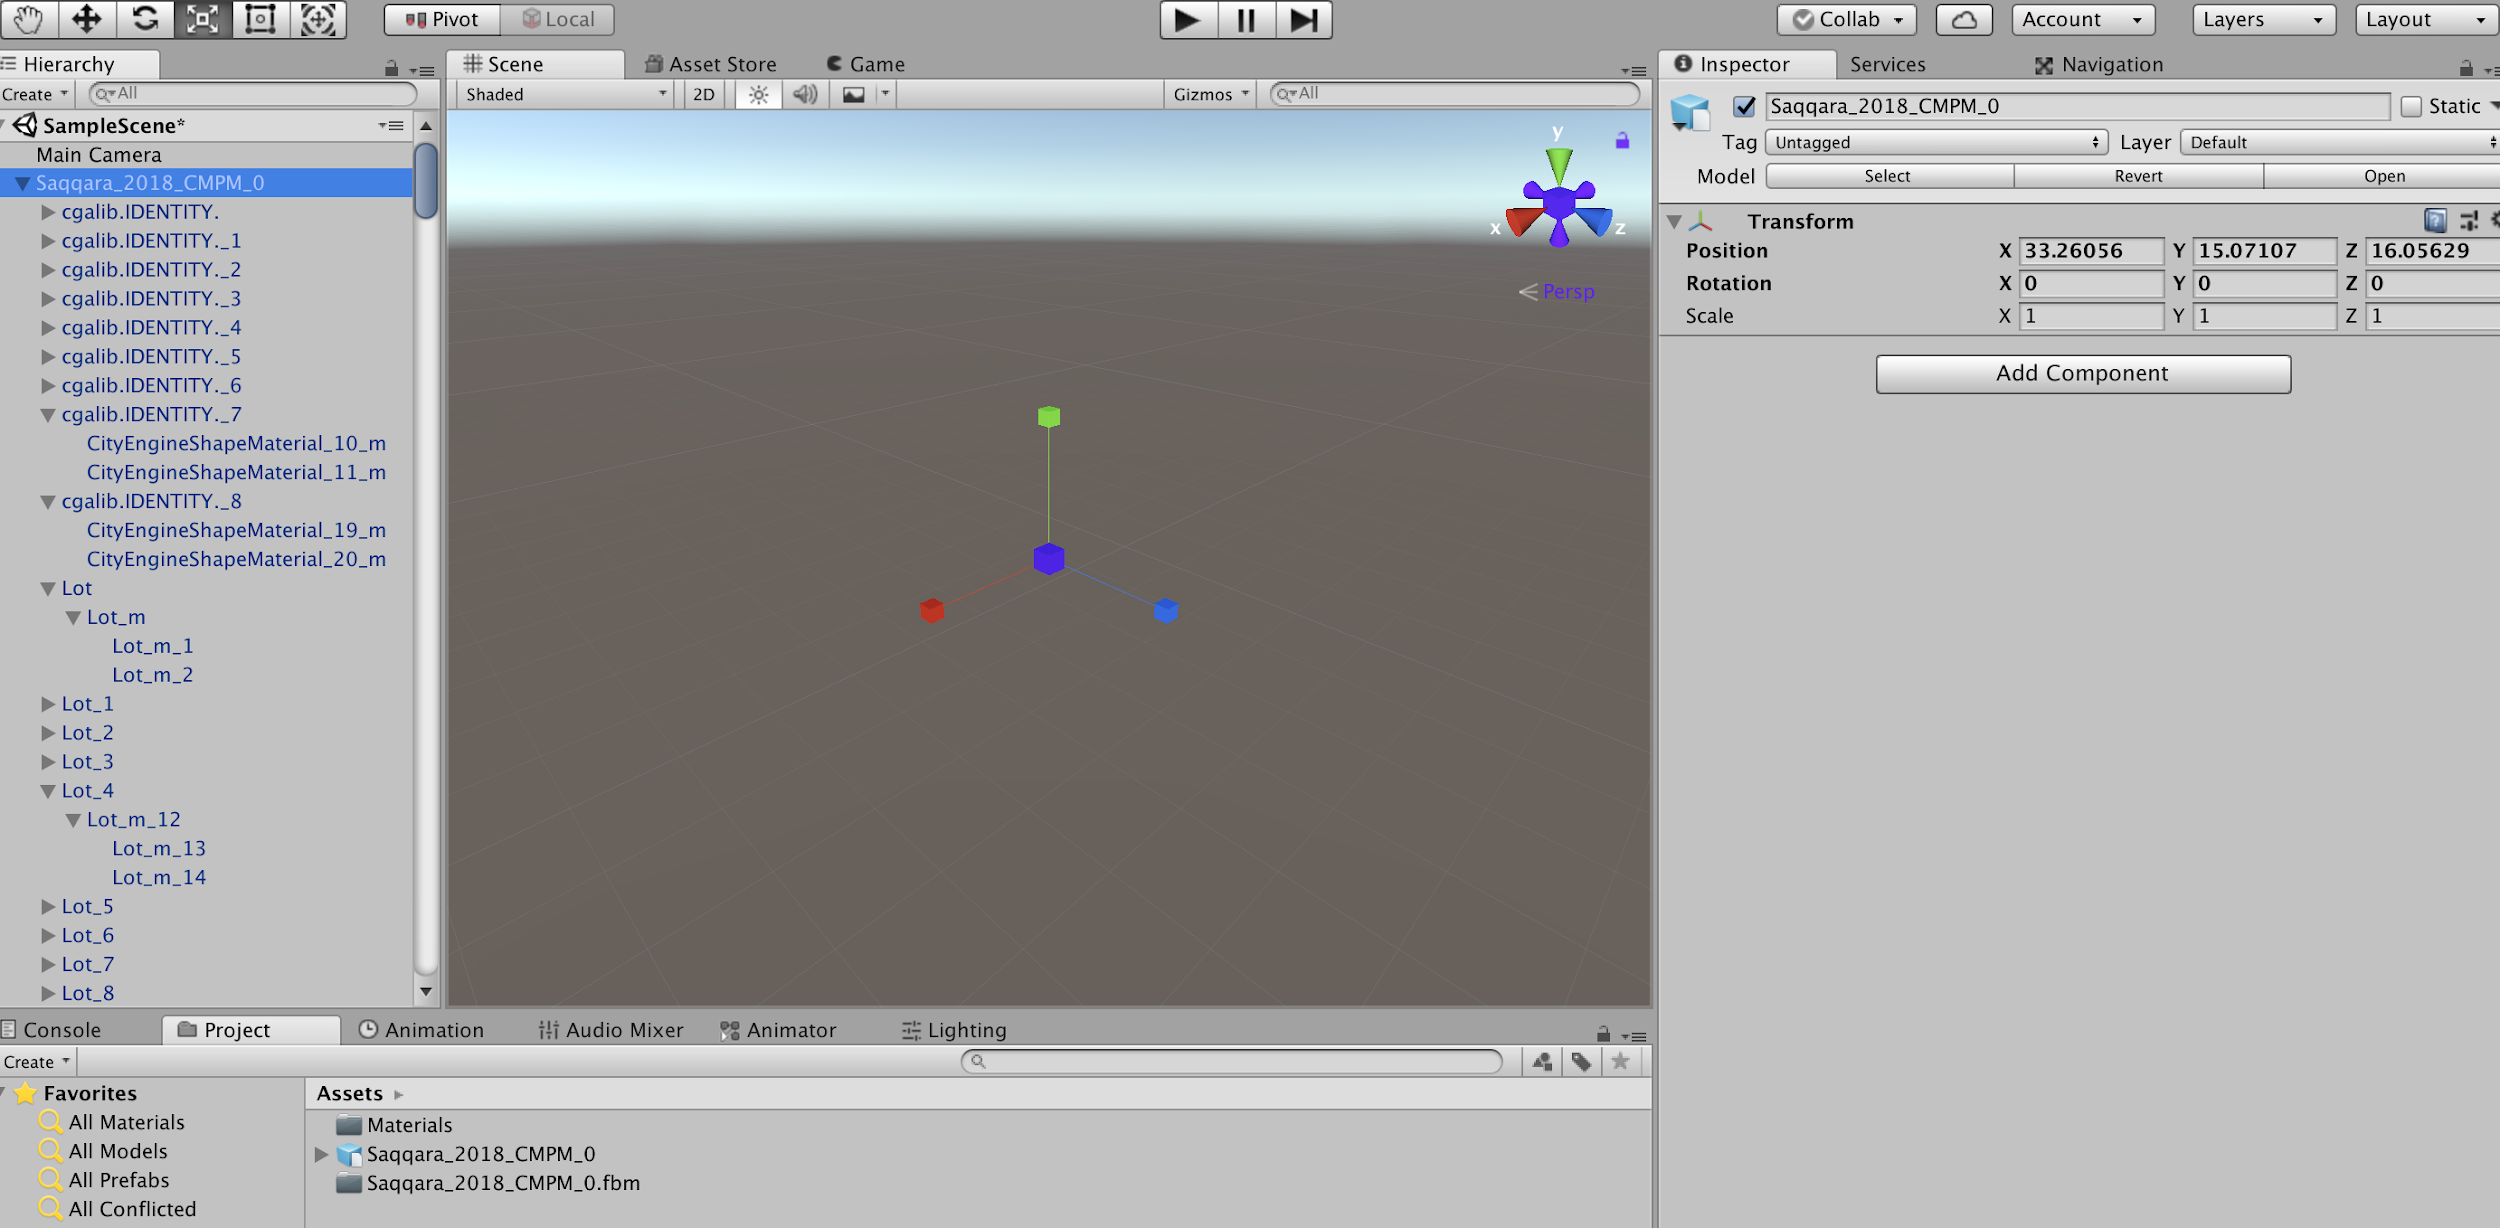 Pivot Local Collab Account Layers Layout
Hierarchy Scene Asset Store Game Inspector Services Navigation
Create All Shaded 2D Gizmos All Saqqara_2018_CMPM_0 Static
SampleScene*
Main Camera
Saqqara_2018_CMPM_0
cgalib.IDENTITY.
cgalib.IDENTITY._1
cgalib.IDENTITY._2
cgalib.IDENTITY._3
cgalib.IDENTITY._4
cgalib.IDENTITY._5
cgalib.IDENTITY._6
cgalib.IDENTITY._7
CityEngineShapeMaterial_10_m
CityEngineShapeMaterial_11_m
cgalib.IDENTITY._8
CityEngineShapeMaterial_19_m
CityEngineShapeMaterial_20_m
Lot
Lot_m
Lot_m_1
Lot_m_2
Lot_1
Lot_2
Lot_3
Lot_4
Lot_m_12
Lot_m_13
Lot_m_14
Lot_5
Lot_6
Lot_7
Lot_8
y
x z
Persp
Tag Untagged Layer Default
Model Select Revert Open
Transform
Position X 33.26056 Y 15.07107 Z 16.05629
Rotation X 0 Y 0 Z 0
Scale X 1 Y 1 Z 1
Add Component
Console Project Animation Audio Mixer Animator Lighting
Create
Favorites
All Materials
All Models
All Prefabs
All Conflicted
Assets
Materials
Saqqara_2018_CMPM_0
Saqqara_2018_CMPM_0.fbm